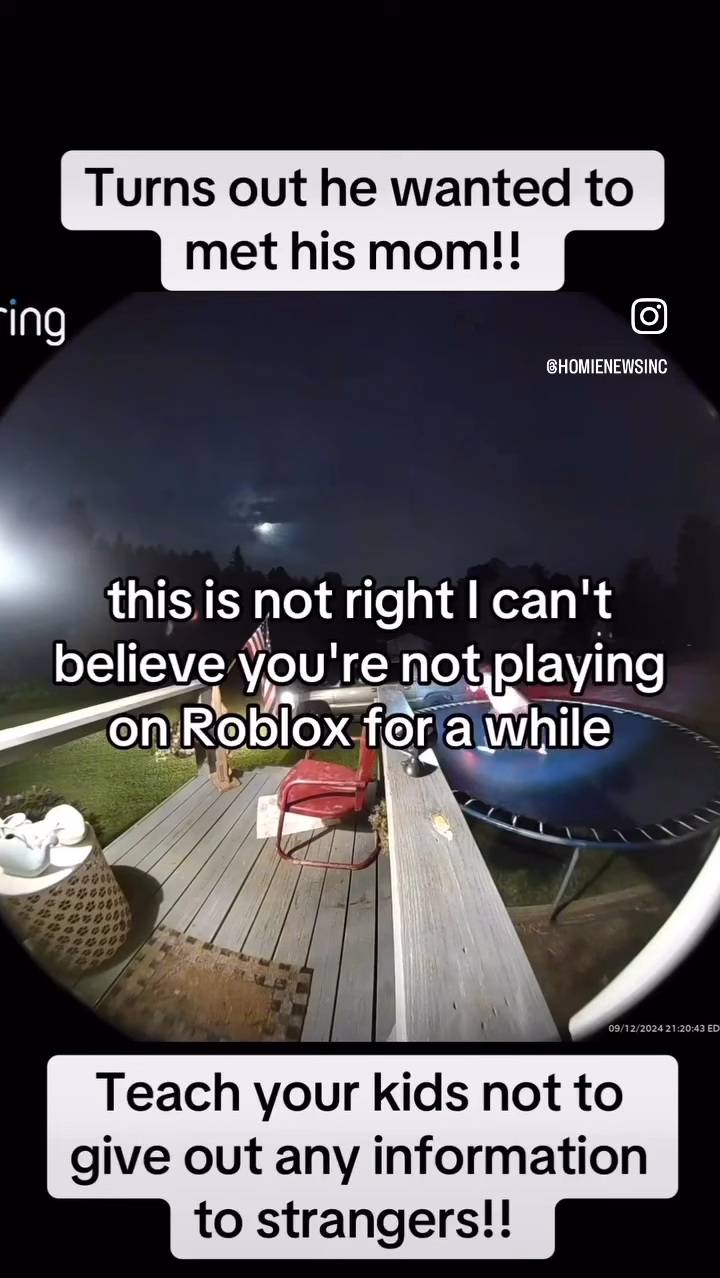 Turns out he wanted to
met his mom!!
ring
@HOMIENEWSINC
this is not right I can't
believe you're not playing
on Roblox for a while
09/12/2024 21:20:43 ED
Teach your kids not to
give out any information
to strangers!!